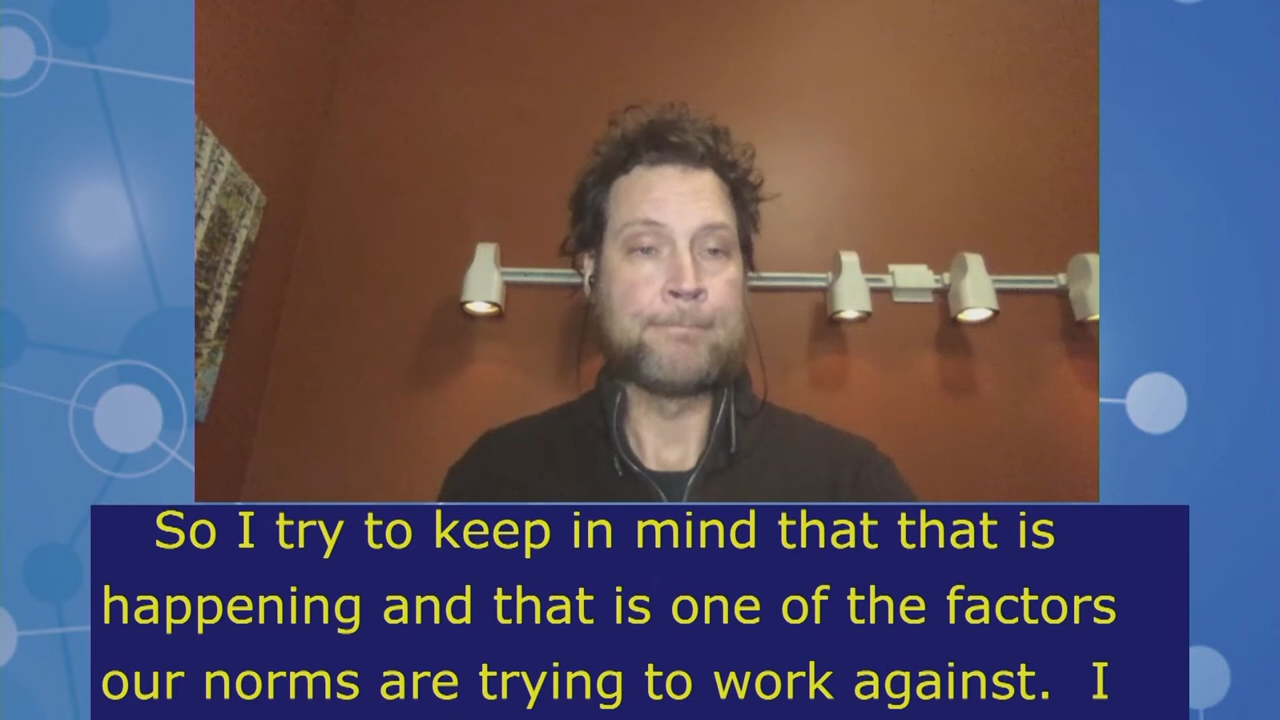 So I try to keep in mind that that is
happening and that is one of the factors
our norms are trying to work against.  I